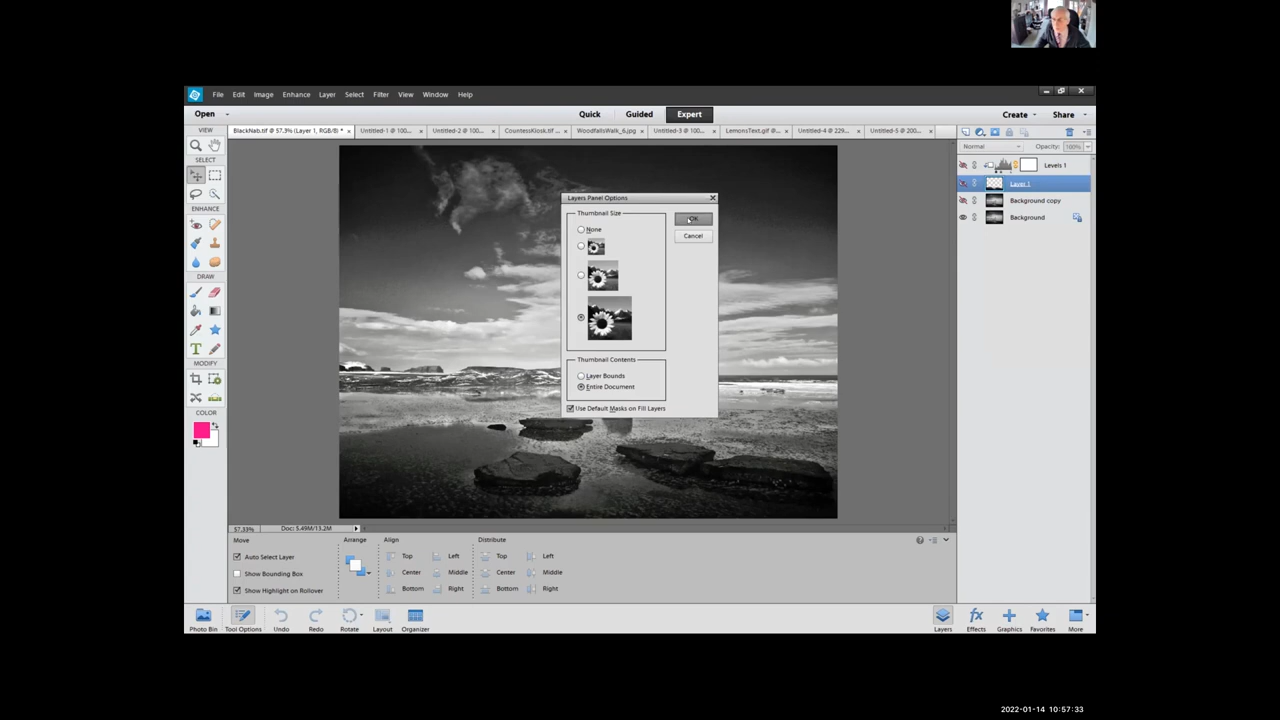 File Edit Image Enhance Layer Select Filter View Window Help
Open Quick Guided Expert Create Share
VIEW
BlackNab.tif @ 57.3% (Layer 1, RGB/8) * × Untitled-1 @ 100... × Untitled-2 @ 100... × CountessKiosk.tif ... × WoodfallsWalk_6.jpg × Untitled-3 @ 100... × LemonsText.gif @ ... × Untitled-4 @ 229... × Untitled-5 @ 200... ×
SELECT
ENHANCE
DRAW
T
MODIFY
COLOR
Normal Opacity: 100%
Levels 1
Layer 1
Background copy
Background
Layers Panel Options
Thumbnail Size
None
OK
Cancel
Thumbnail Contents
Layer Bounds
Entire Document
Use Default Masks on Fill Layers
57.33% Doc: 5.49M/13.2M
Move Arrange Align Distribute
Auto Select Layer Top Left Top Left
Show Bounding Box Center Middle Center Middle
Show Highlight on Rollover Bottom Right Bottom Right
Photo Bin Tool Options Undo Redo Rotate Layout Organizer Layers Effects Graphics Favorites More
2022-01-14 10:57:33